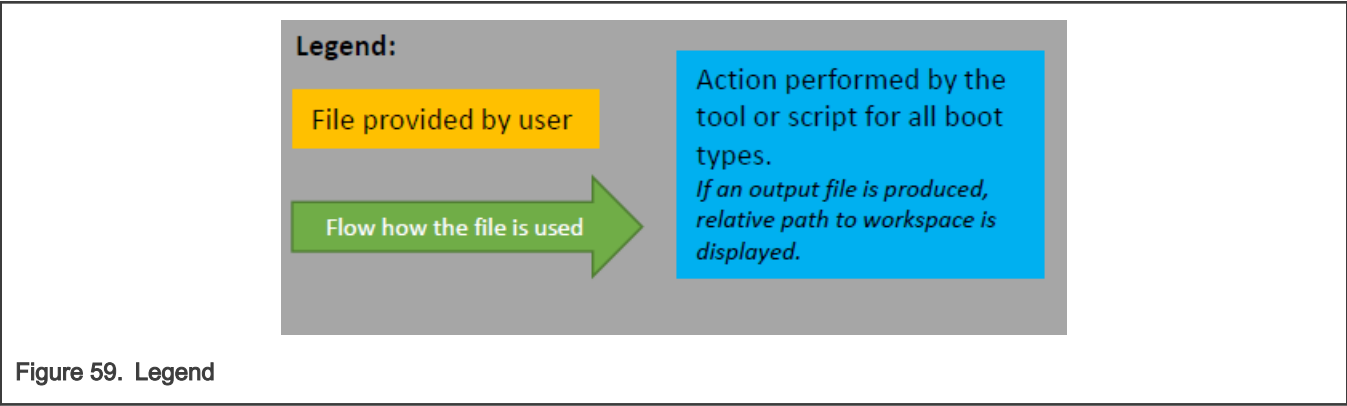 Legend:
File provided by user
Flow how the file is used
Action performed by the
tool or script for all boot
types.
If an output file is produced,
relative path to workspace is
displayed.
Figure 59. Legend